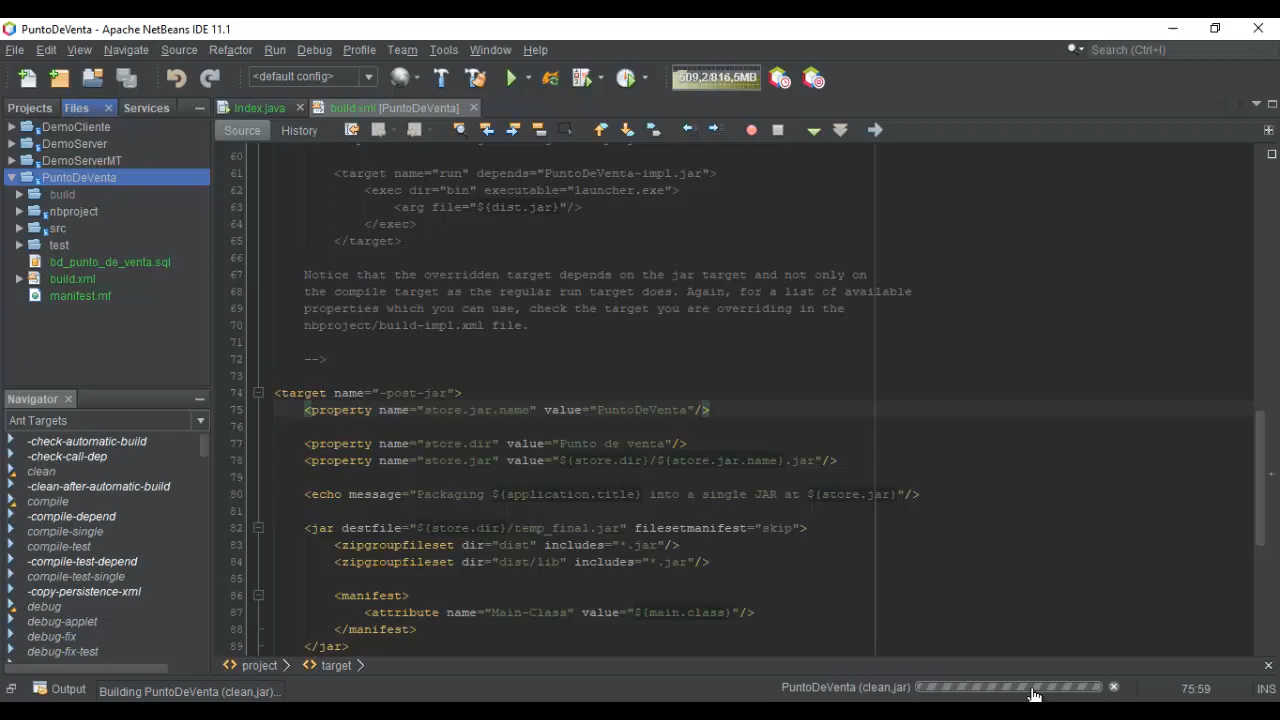 PuntoDeVenta - Apache NetBeans IDE 11.1
File Edit View Navigate Source Refactor Run Debug Profile Team Tools Window Help
Search (Ctrl+I)
<default config>
509,2/816,5MB
Projects Files Services
Index.java
build.xml [PuntoDeVenta]
Source History
DemoCliente
DemoServer
DemoServerMT
PuntoDeVenta
build
nbproject
src
test
bd_punto_de_venta.sql
build.xml
manifest.mf
60
61 <target name="run" depends="PuntoDeVenta-impl.jar">
62 <exec dir="bin" executable="launcher.exe">
63 <arg file="${dist.jar}"/>
64 </exec>
65 </target>
66
67 Notice that the overridden target depends on the jar target and not only on
68 the compile target as the regular run target does. Again, for a list of available
69 properties which you can use, check the target you are overriding in the
70 nbproject/build-impl.xml file.
71
72 -->
73
74 <target name="-post-jar">
75 <property name="store.jar.name" value="PuntoDeVenta"/>
76
77 <property name="store.dir" value="Punto de venta"/>
78 <property name="store.jar" value="${store.dir}/${store.jar.name}.jar"/>
79
80 <echo message="Packaging ${application.title} into a single JAR at ${store.jar}"/>
81
82 <jar destfile="${store.dir}/temp_final.jar" filesetmanifest="skip">
83 <zipgroupfileset dir="dist" includes="*.jar"/>
84 <zipgroupfileset dir="dist/lib" includes="*.jar"/>
85
86 <manifest>
87 <attribute name="Main-Class" value="${main.class}"/>
88 </manifest>
89 </jar>
Navigator
Ant Targets
-check-automatic-build
-check-call-dep
clean
-clean-after-automatic-build
compile
-compile-depend
compile-single
compile-test
-compile-test-depend
compile-test-single
-copy-persistence-xml
debug
debug-applet
debug-fix
debug-fix-test
project target
Output
Building PuntoDeVenta (clean,jar)...
PuntoDeVenta (clean,jar)
75:59
INS